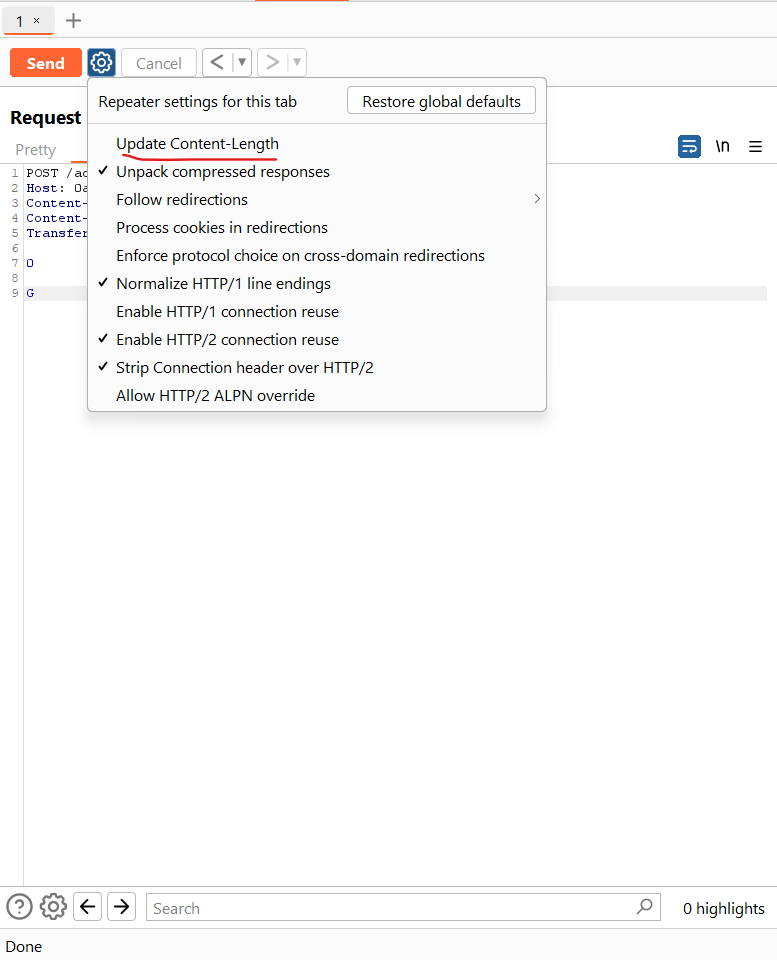 1 ×
Send Cancel < >
Repeater settings for this tab Restore global defaults
Request
Update Content-Length
Pretty \n
Unpack compressed responses
1 POST /
Follow redirections
2 Host: 0a
3 Content-
Process cookies in redirections
4 Content-
5 Transfer
Enforce protocol choice on cross-domain redirections
6
7 0
Normalize HTTP/1 line endings
8
9 G
Enable HTTP/1 connection reuse
Enable HTTP/2 connection reuse
Strip Connection header over HTTP/2
Allow HTTP/2 ALPN override
? Search 0 highlights
Done